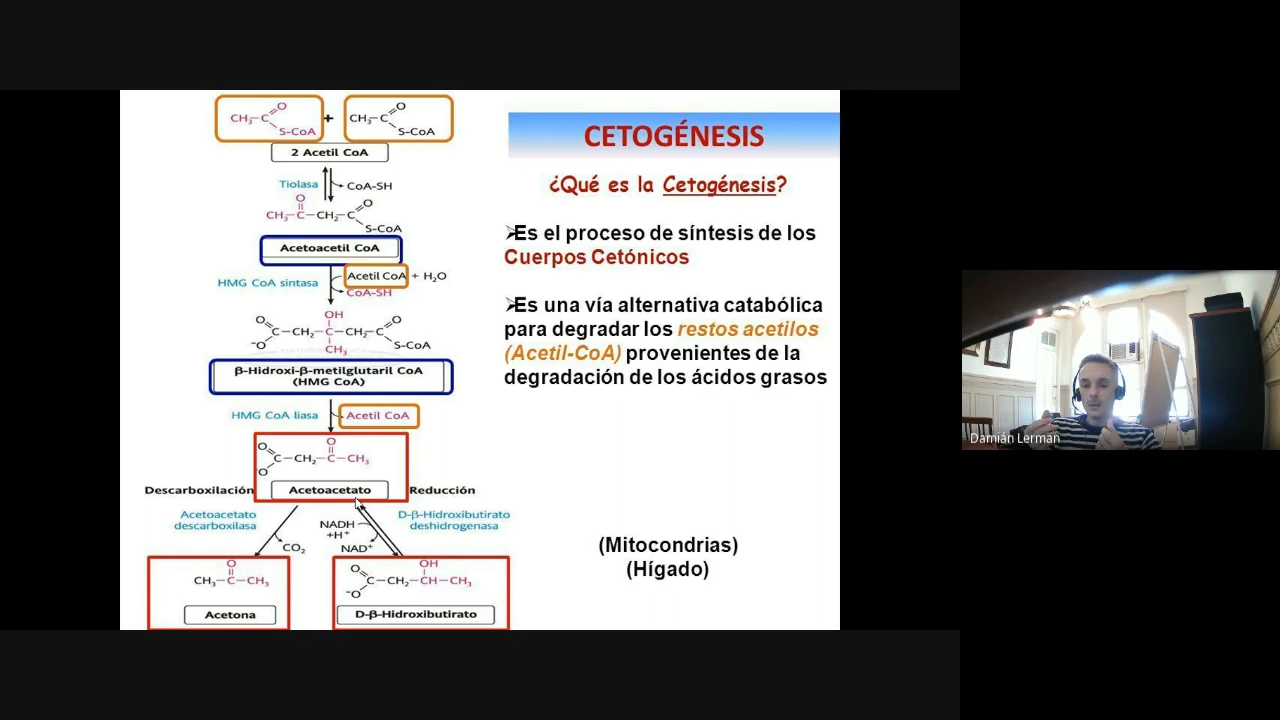 CH₃–C
O
S-CoA
+
CH₃–C
O
S-CoA
2 Acetil CoA
Tiolasa
CoA-SH
O
CH₃–C–CH₂–C
O
S-CoA
Acetoacetil CoA
HMG CoA sintasa
Acetil CoA + H₂O
CoA-SH
OH
O
C–CH₂–C–CH₂–C
O
⁻O
CH₃
S-CoA
β-Hidroxi-β-metilglutaril CoA
(HMG CoA)
HMG CoA liasa
Acetil CoA
O
O
C–CH₂–C–CH₃
O
Descarboxilación
Acetoacetato
Reducción
Acetoacetato
descarboxilasa
CO₂
NADH
+H⁺
NAD⁺
D-β-Hidroxibutirato
deshidrogenasa
O
CH₃–C–CH₃
Acetona
OH
O
C–CH₂–CH–CH₃
⁻O
D-β-Hidroxibutirato
CETOGÉNESIS
¿Qué es la Cetogénesis?
➢Es el proceso de síntesis de los
Cuerpos Cetónicos
➢Es una vía alternativa catabólica
para degradar los restos acetilos
(Acetil-CoA) provenientes de la
degradación de los ácidos grasos
(Mitocondrias)
(Hígado)
Damián Lerman